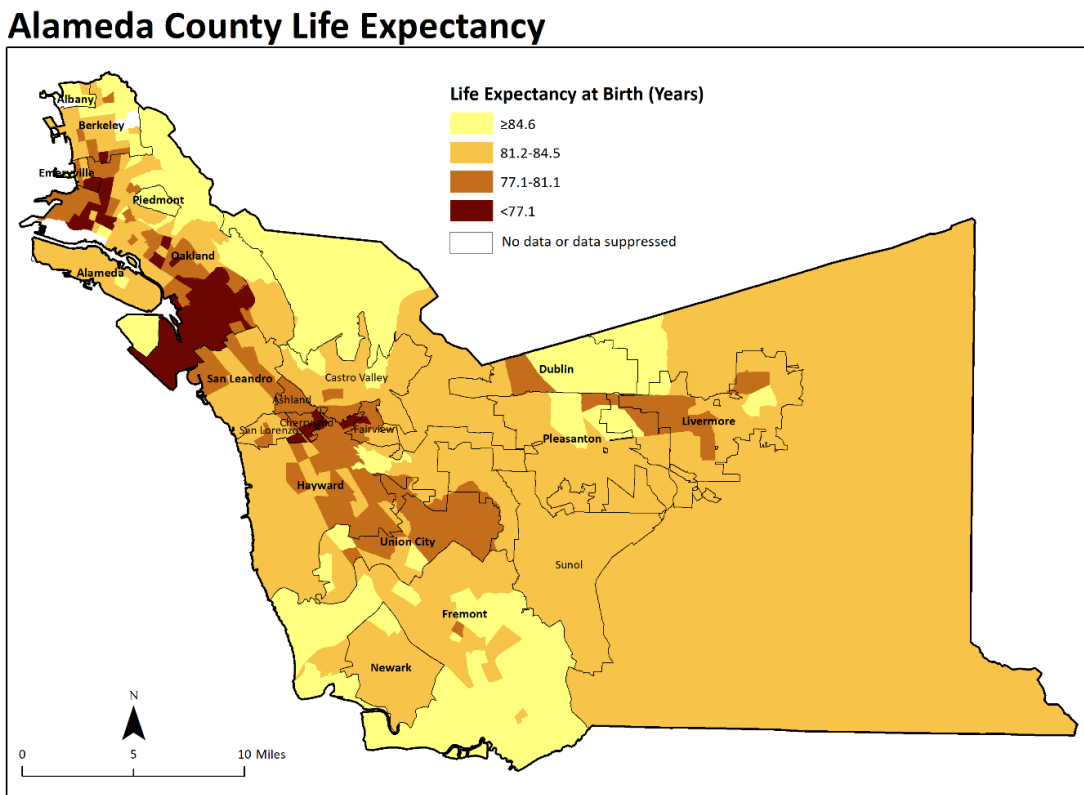 Alameda County Life Expectancy
Life Expectancy at Birth (Years)
≥84.6
81.2-84.5
77.1-81.1
<77.1
No data or data suppressed
Albany
Berkeley
Emeryville
Piedmont
Oakland
Alameda
San Leandro
Castro Valley
Ashland
Cherryland
San Lorenzo
Fairview
Dublin
Livermore
Pleasanton
Hayward
Union City
Sunol
Fremont
Newark
N
0 5 10 Miles